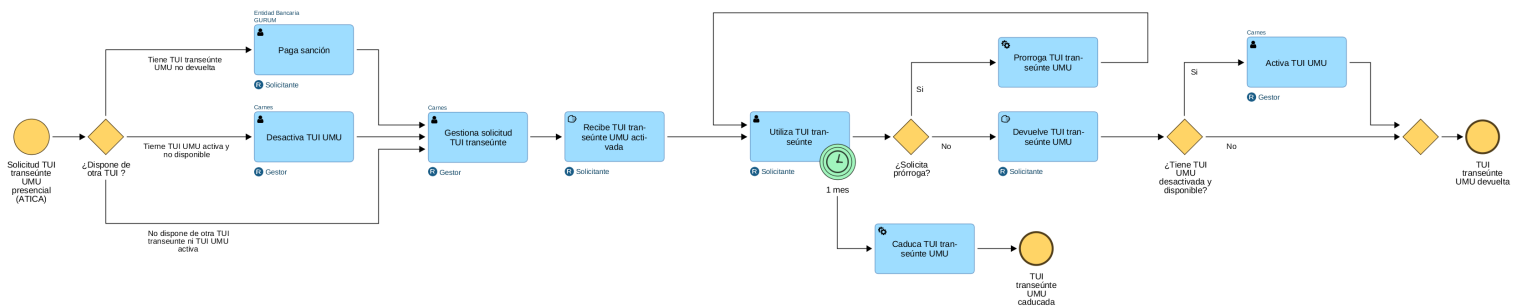 Entidad Bancaria
GURUM
Paga sanción
R Solicitante
Tiene TUI transeúnte
UMU no devuelta
Solicitud TUI
transeúnte
UMU
presencial
(ATICA)
¿Dispone de
otra TUI ?
Carnes
Desactiva TUI UMU
R Gestor
Tieme TUI UMU activa y
no disponible
No dispone de otra TUI
transeunte ni TUI UMU
activa
Carnes
Gestiona solicitud
TUI transeúnte
R Gestor
Recibe TUI tran-
seúnte UMU acti-
vada
R Solicitante
Utiliza TUI tran-
seúnte
R Solicitante
1 mes
Caduca TUI tran-
seúnte UMU
TUI
transeúnte
UMU
caducada
¿Solicita
prórroga?
Si
No
Prorroga TUI tran-
seúnte UMU
Devuelve TUI tran-
seúnte UMU
R Solicitante
¿Tiene TUI
UMU
desactivada y
disponible?
Si
No
Carnes
Activa TUI UMU
R Gestor
TUI
transeúnte
UMU devuelta